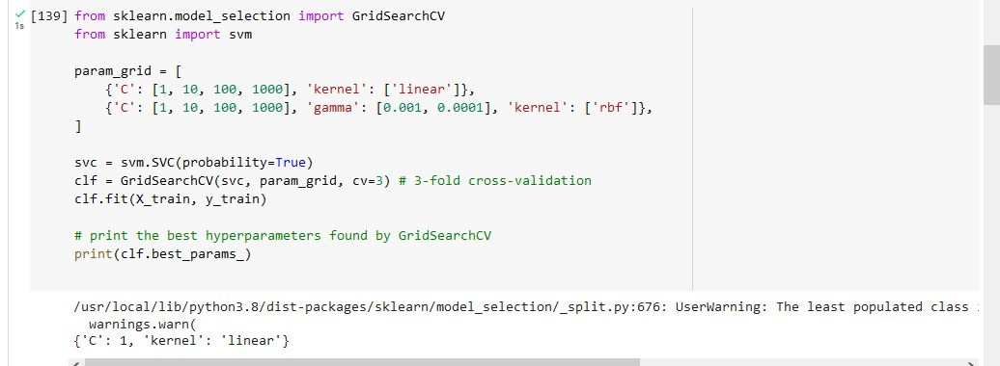 [139] from sklearn.model_selection import GridSearchCV
1s
from sklearn import svm
param_grid = [
{'C': [1, 10, 100, 1000], 'kernel': ['linear']},
{'C': [1, 10, 100, 1000], 'gamma': [0.001, 0.0001], 'kernel': ['rbf']},
]
svc = svm.SVC(probability=True)
clf = GridSearchCV(svc, param_grid, cv=3) # 3-fold cross-validation
clf.fit(X_train, y_train)
# print the best hyperparameters found by GridSearchCV
print(clf.best_params_)
/usr/local/lib/python3.8/dist-packages/sklearn/model_selection/_split.py:676: UserWarning: The least populated class
warnings.warn(
{'C': 1, 'kernel': 'linear'}